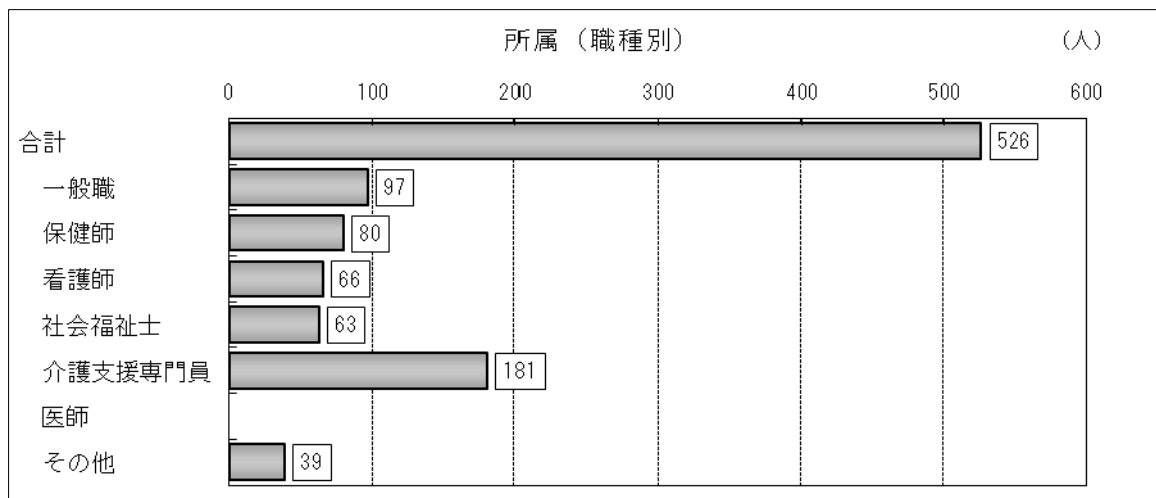 所属（職種別）
(人)
0 100 200 300 400 500 600
合計 526
一般職 97
保健師 80
看護師 66
社会福祉士 63
介護支援専門員 181
医師
その他 39